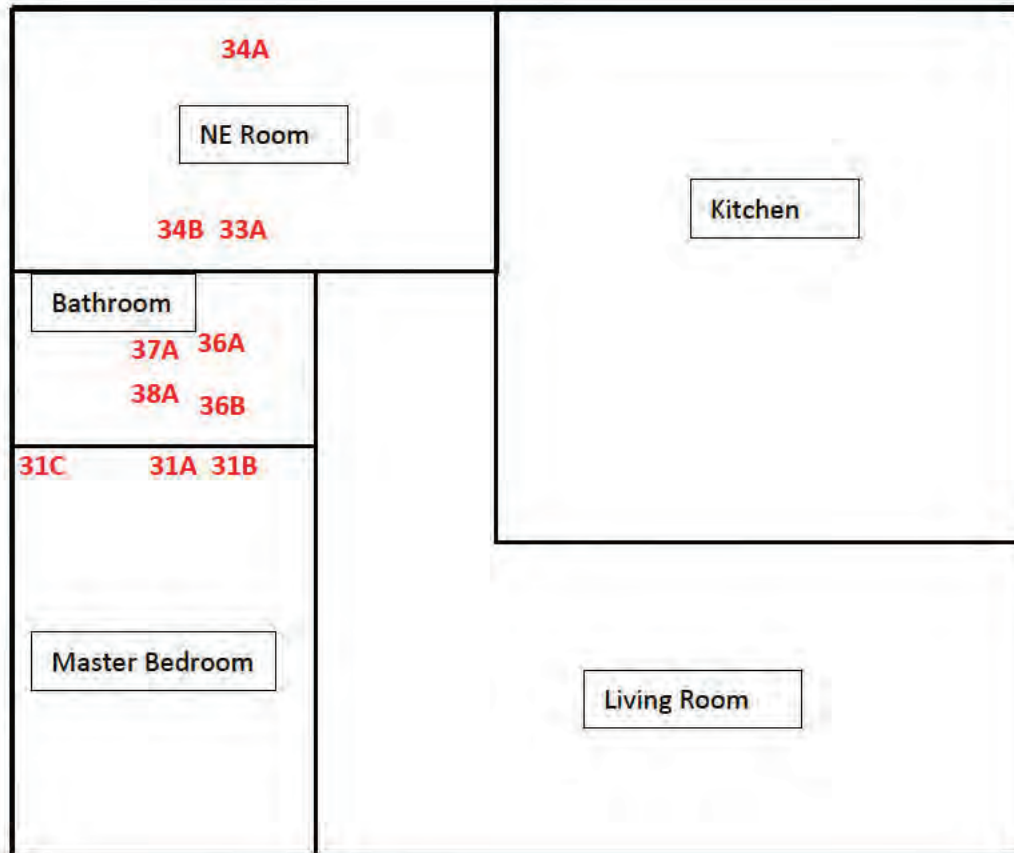 34A
NE Room
Kitchen
34B 33A
Bathroom
37A 36A
38A 36B
31C 31A 31B
Master Bedroom
Living Room